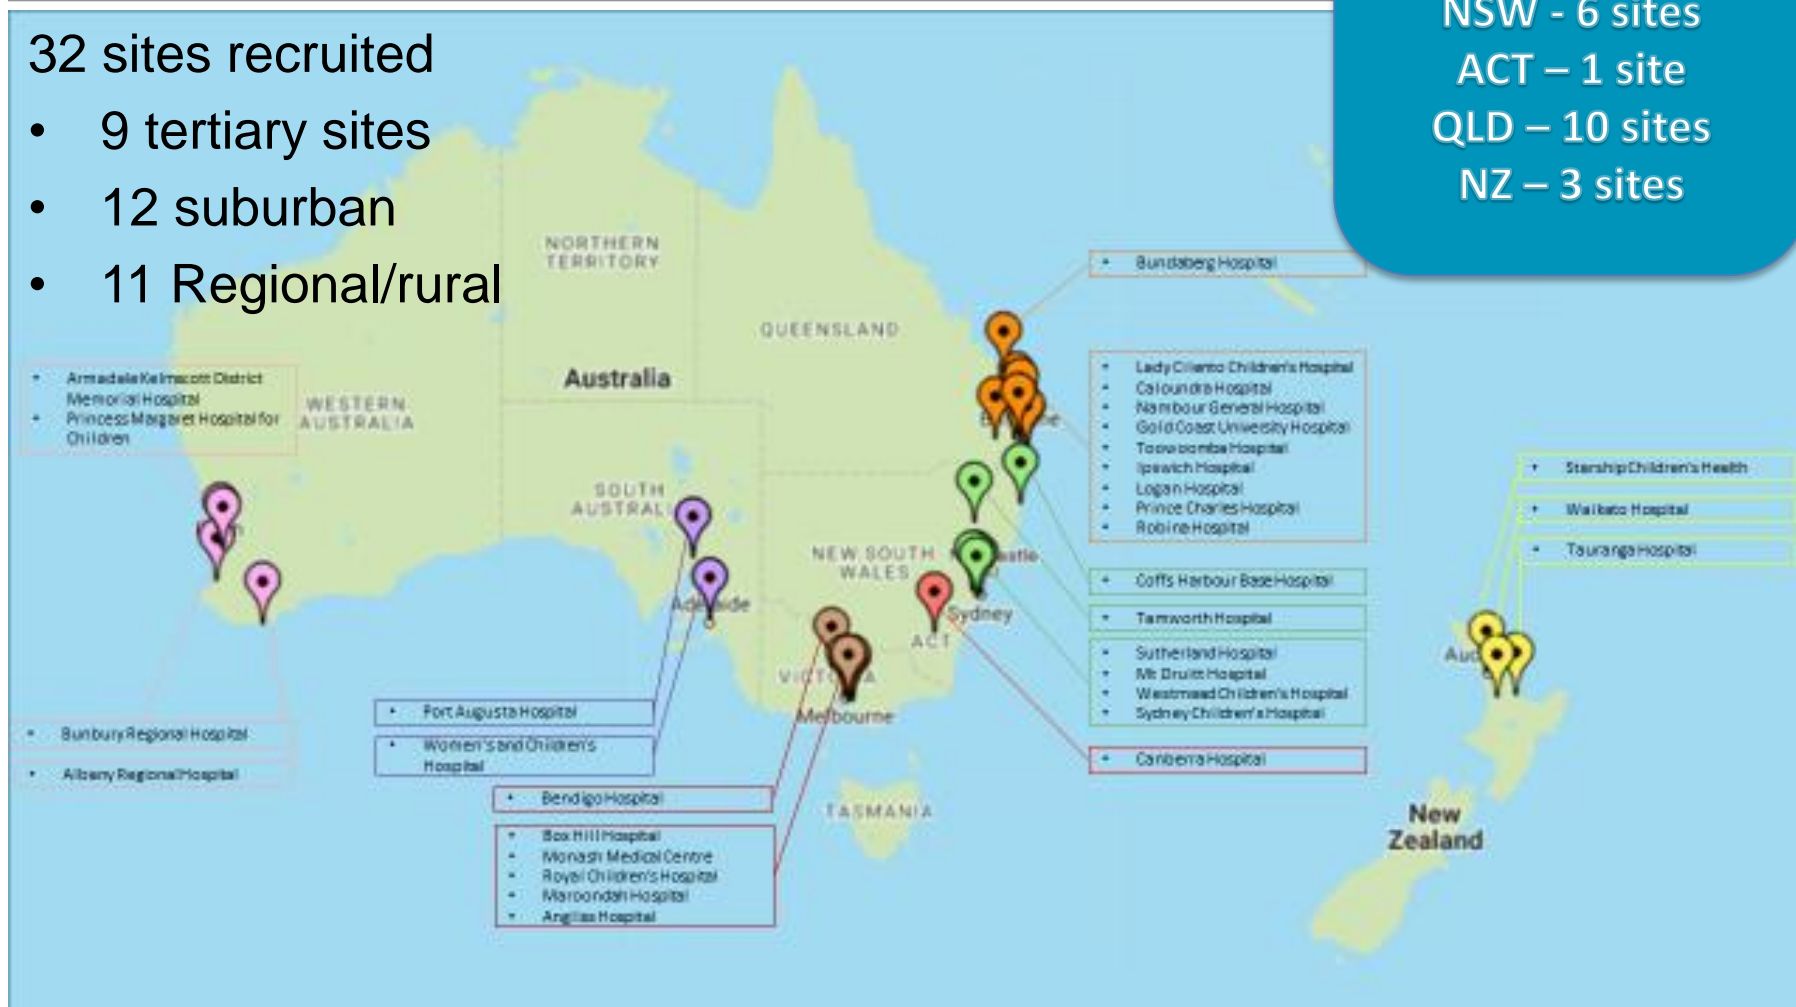 32 sites recruited
• 9 tertiary sites
• 12 suburban
• 11 Regional/rural
NSW - 6 sites
ACT – 1 site
QLD – 10 sites
NZ – 3 sites
NORTHERN
TERRITORY
QUEENSLAND
Australia
WESTERN
AUSTRALIA
SOUTH
NEW SOUTH
WALES
Sydney
ACT
Melbourne
TASMANIA
New
Zealand
• Armadale Kelmscott District
Memorial Hospital
• Princess Margaret Hospital for
Children
• Bunbury Regional Hospital
• Albany Regional Hospital
• Port Augusta Hospital
• Women's and Children's
Hospital
• Bendigo Hospital
• Box Hill Hospital
• Monash Medical Centre
• Royal Children's Hospital
• Maroondah Hospital
• Angliss Hospital
• Bundaberg Hospital
• Lady Cilento Children's Hospital
• Caloundra Hospital
• Nambour General Hospital
• Gold Coast University Hospital
• Toowoomba Hospital
• Ipswich Hospital
• Logan Hospital
• Prince Charles Hospital
• Robina Hospital
• Coffs Harbour Base Hospital
• Tamworth Hospital
• Sutherland Hospital
• Mt Druitt Hospital
• Westmead Children's Hospital
• Sydney Children's Hospital
• Canberra Hospital
• Starship Children's Health
• Waikato Hospital
• Tauranga Hospital